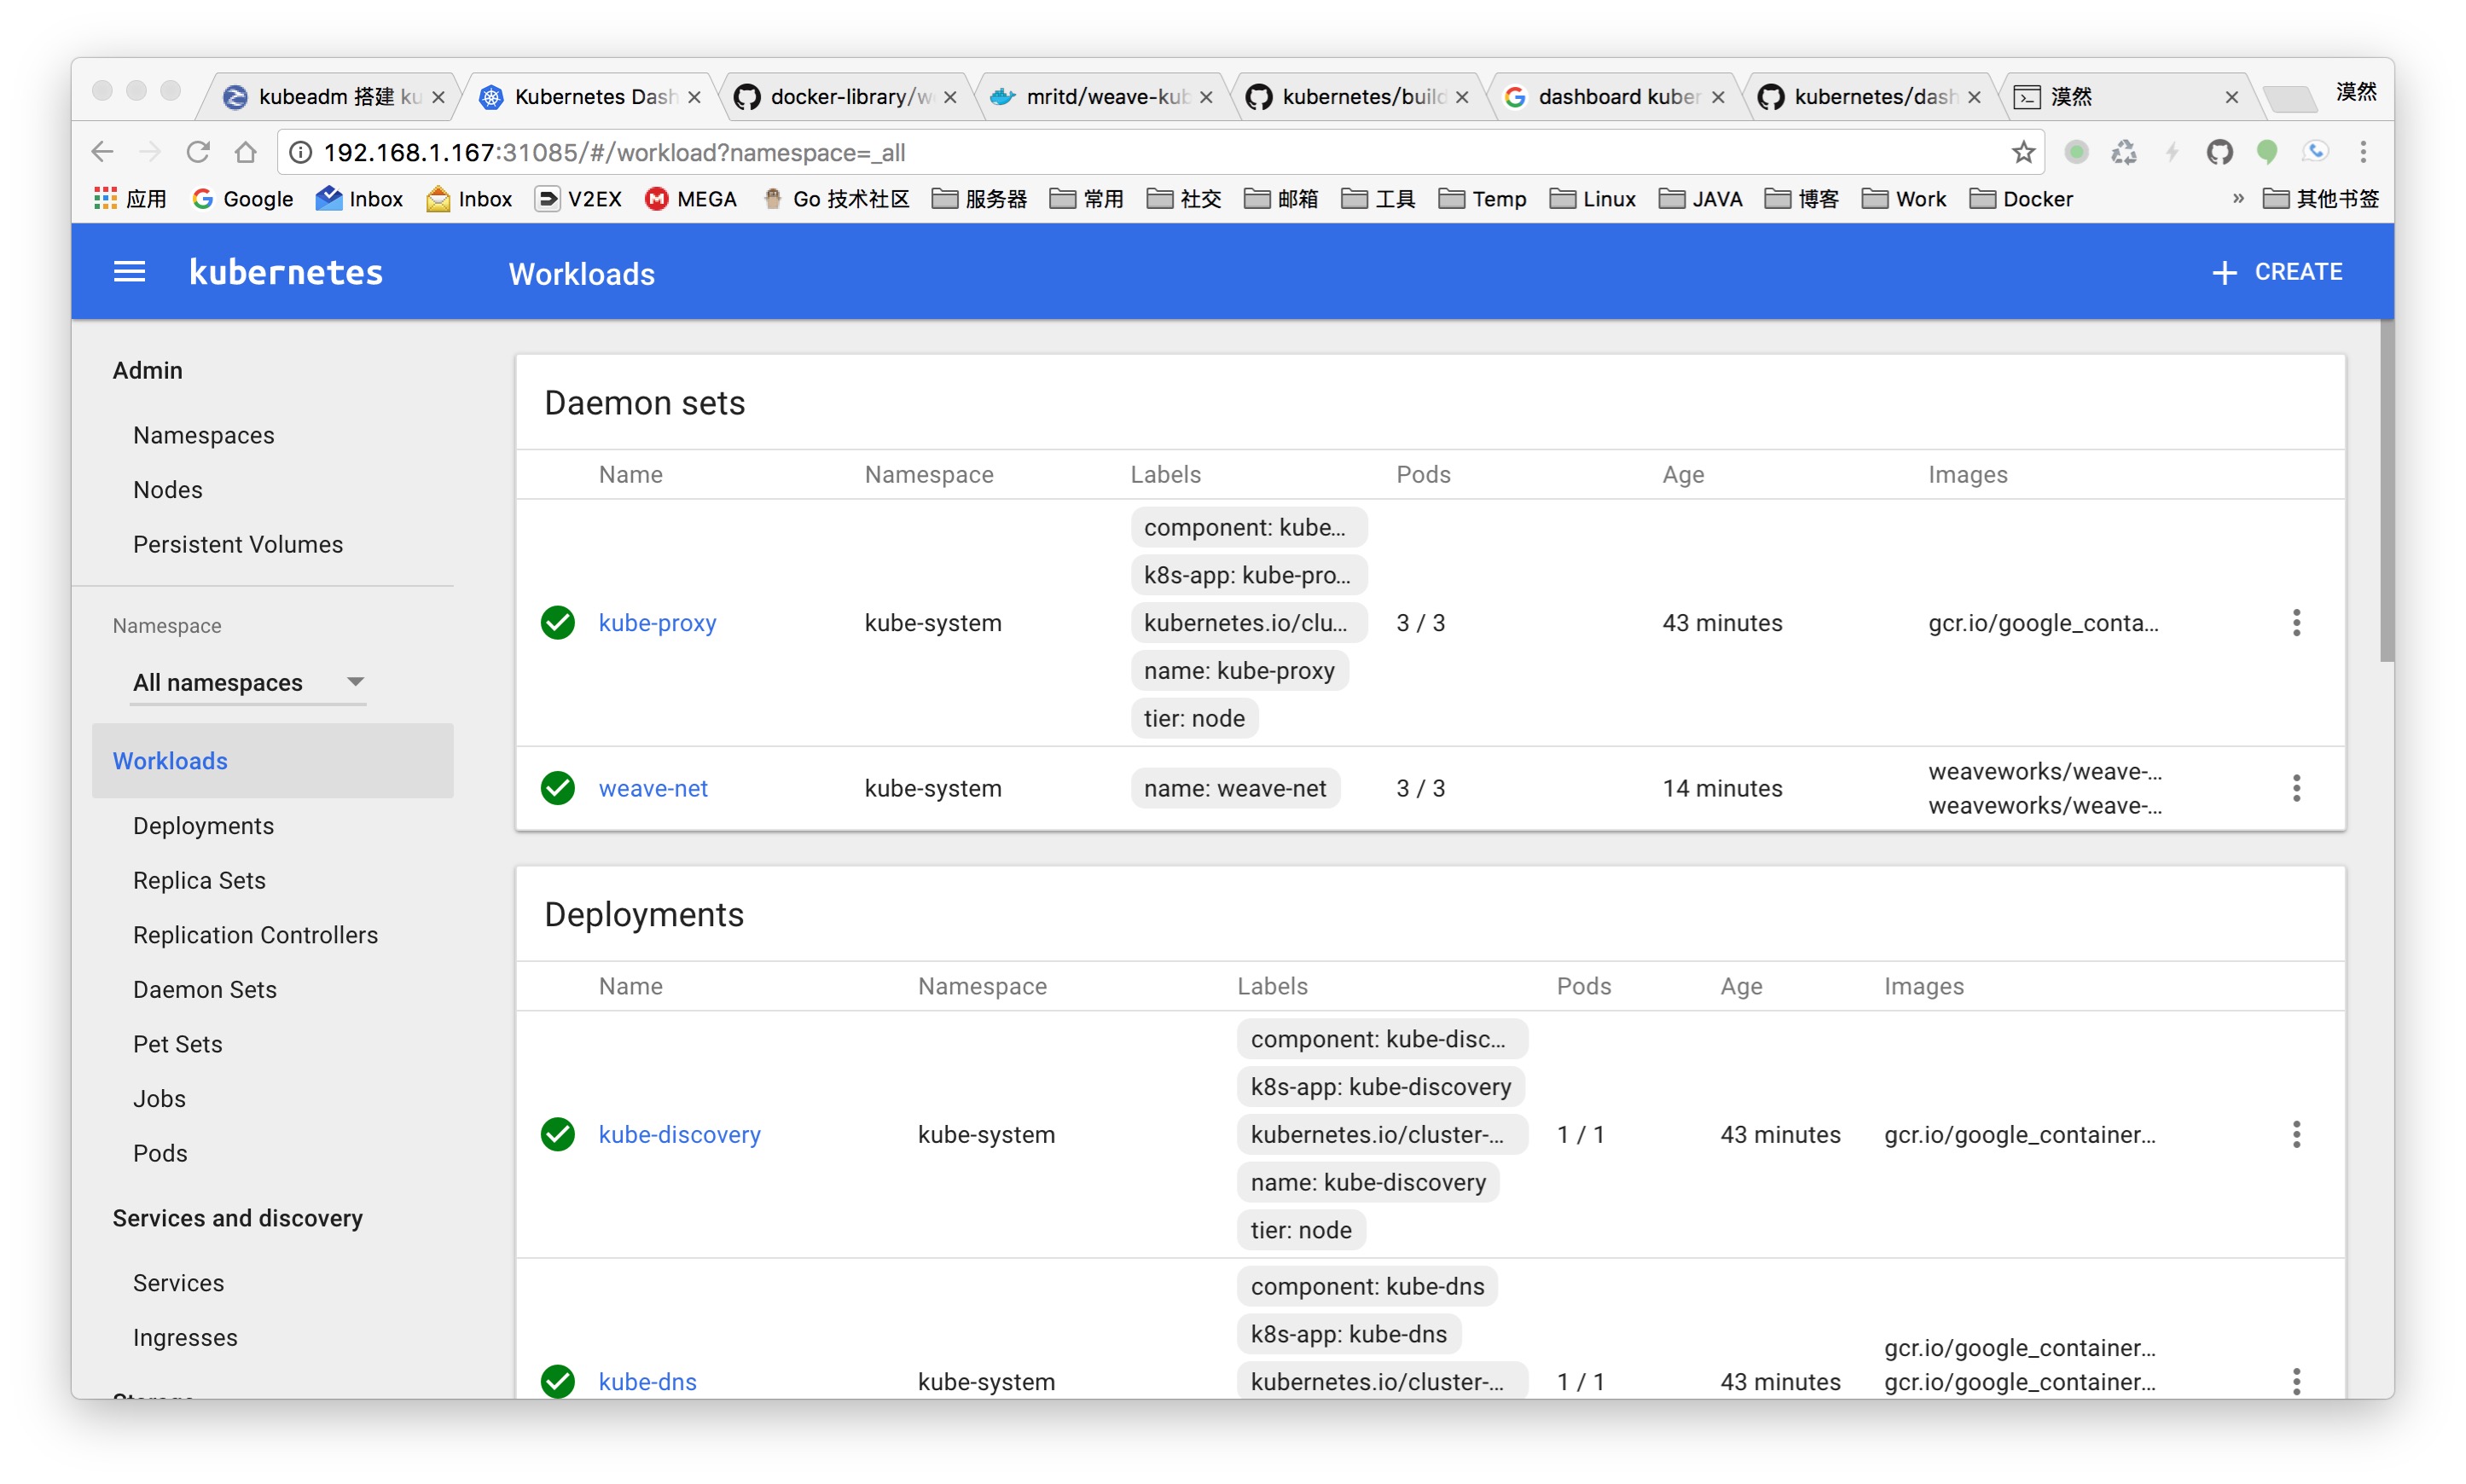 kubeadm 搭建 ku
Kubernetes Dash
docker-library/w
mritd/weave-kub
kubernetes/build
dashboard kuber
kubernetes/dash
漠然
漠然
192.168.1.167:31085/#/workload?namespace=_all
应用
Google
Inbox
Inbox
V2EX
MEGA
Go 技术社区
服务器
常用
社交
邮箱
工具
Temp
Linux
JAVA
博客
Work
Docker
»
其他书签
kubernetes
Workloads
+ CREATE
Admin
Namespaces
Nodes
Persistent Volumes
Namespace
All namespaces
Workloads
Deployments
Replica Sets
Replication Controllers
Daemon Sets
Pet Sets
Jobs
Pods
Services and discovery
Services
Ingresses
Storage
Daemon sets
Name Namespace Labels Pods Age Images
component: kube...
k8s-app: kube-pro...
kube-proxy kube-system kubernetes.io/clu... 3 / 3 43 minutes gcr.io/google_conta...
name: kube-proxy
tier: node
weave-net kube-system name: weave-net 3 / 3 14 minutes weaveworks/weave-...
weaveworks/weave-...
Deployments
Name Namespace Labels Pods Age Images
component: kube-disc...
k8s-app: kube-discovery
kube-discovery kube-system kubernetes.io/cluster-... 1 / 1 43 minutes gcr.io/google_container...
name: kube-discovery
tier: node
component: kube-dns
k8s-app: kube-dns
gcr.io/google_container...
kube-dns kube-system kubernetes.io/cluster-... 1 / 1 43 minutes gcr.io/google_container...